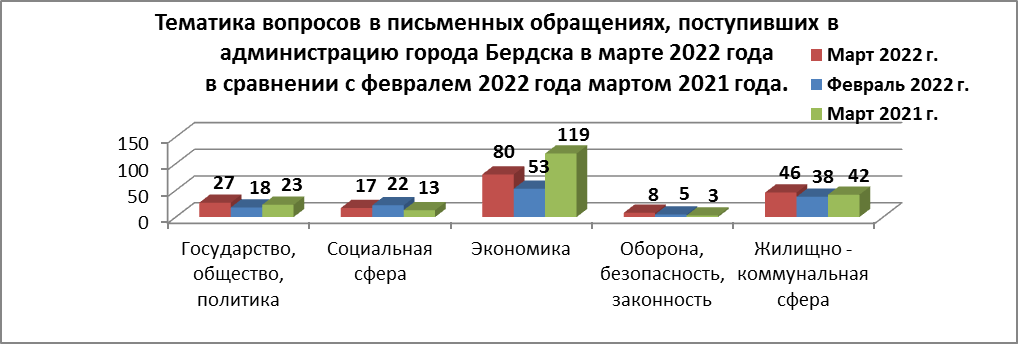 Тематика вопросов в письменных обращениях, поступивших в
администрацию города Бердска в марте 2022 года
в сравнении с февралем 2022 года мартом 2021 года.
Март 2022 г.
Февраль 2022 г.
Март 2021 г.
150
100
50
0
27 18 23
17 22 13
80 53 119
8 5 3
46 38 42
Государство,
общество,
политика
Социальная
сфера
Экономика
Оборона,
безопасность,
законность
Жилищно -
коммунальная
сфера